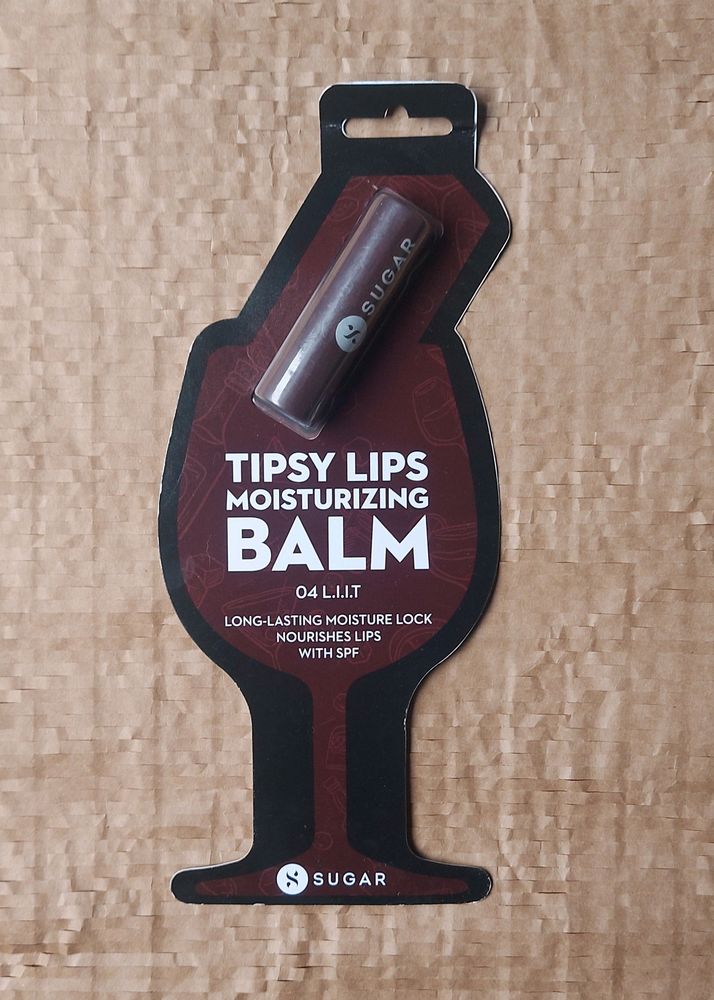 SUGAR
TIPSY LIPS
MOISTURIZING
BALM
04 L.I.I.T
LONG-LASTING MOISTURE LOCK
NOURISHES LIPS
WITH SPF
SUGAR